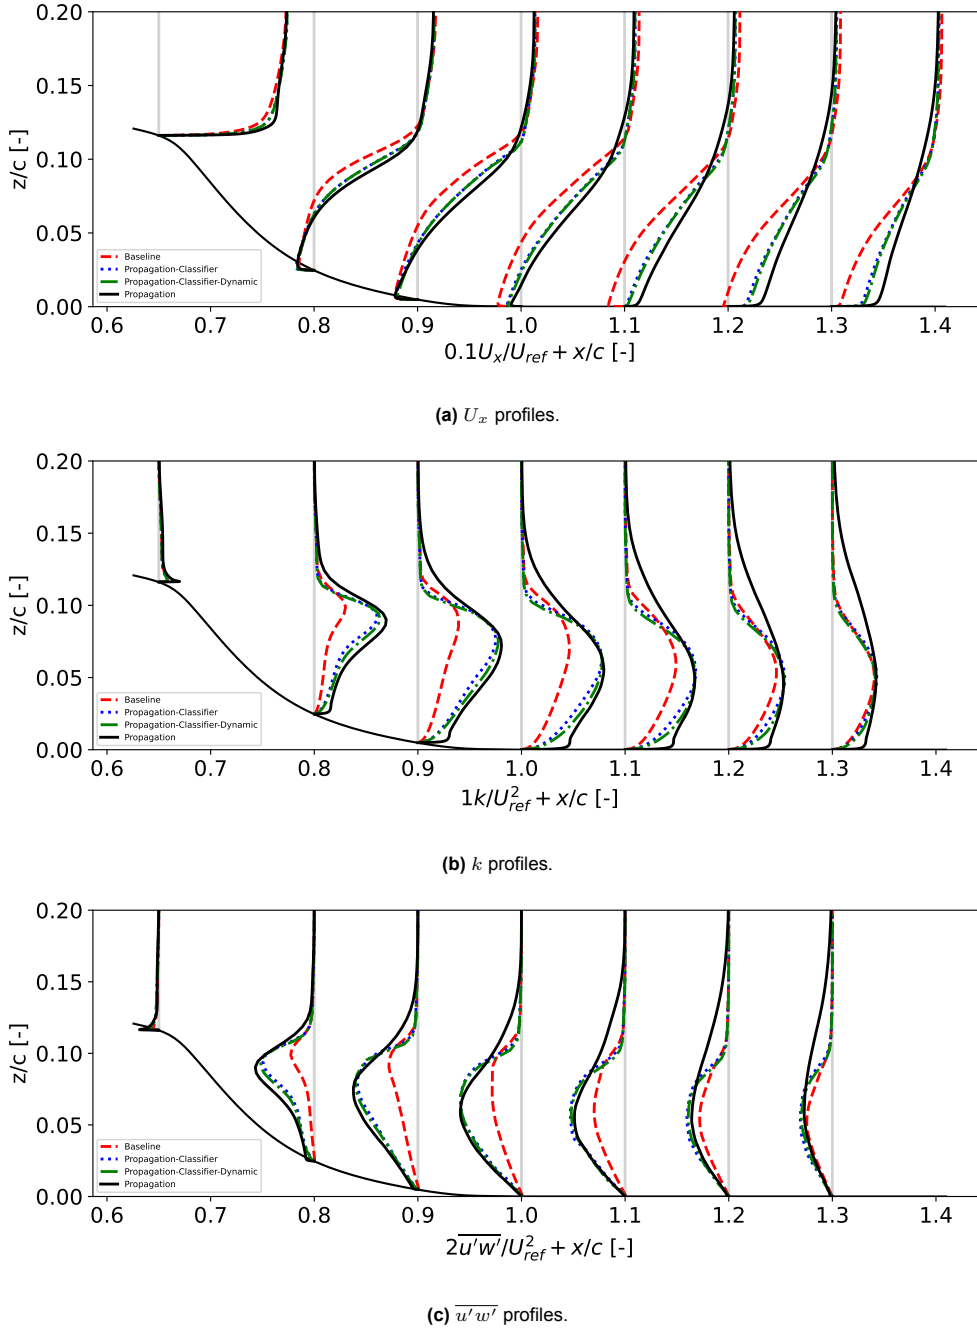 0.20
0.15
0.10
0.05
0.00
z/c [-]
Baseline
Propagation-Classifier
Propagation-Classifier-Dynamic
Propagation
0.6 0.7 0.8 0.9 1.0 1.1 1.2 1.3 1.4
0.1U_x/U_ref + x/c [-]
(a) U_x profiles.
0.20
0.15
0.10
0.05
0.00
z/c [-]
Baseline
Propagation-Classifier
Propagation-Classifier-Dynamic
Propagation
0.6 0.7 0.8 0.9 1.0 1.1 1.2 1.3 1.4
1k/U²_ref + x/c [-]
(b) k profiles.
0.20
0.15
0.10
0.05
0.00
z/c [-]
Baseline
Propagation-Classifier
Propagation-Classifier-Dynamic
Propagation
0.6 0.7 0.8 0.9 1.0 1.1 1.2 1.3 1.4
2u̅'̅w̅'̅/U²_ref + x/c [-]
(c) u̅'̅w̅'̅ profiles.